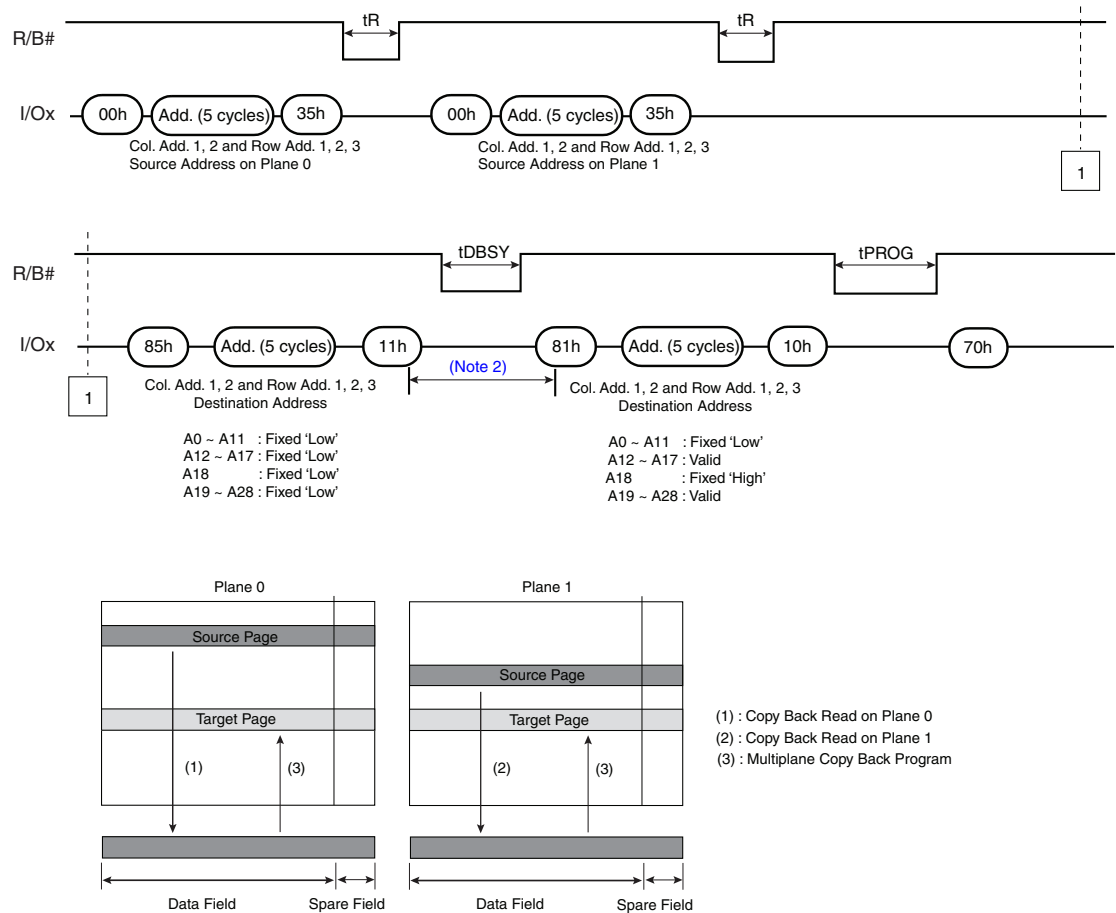 tR
tR
R/B#
I/Ox
00h
Add. (5 cycles)
35h
00h
Add. (5 cycles)
35h
Col. Add. 1, 2 and Row Add. 1, 2, 3
Source Address on Plane 0
Col. Add. 1, 2 and Row Add. 1, 2, 3
Source Address on Plane 1
1
tDBSY
tPROG
R/B#
I/Ox
85h
Add. (5 cycles)
11h
81h
Add. (5 cycles)
10h
70h
(Note 2)
1
Col. Add. 1, 2 and Row Add. 1, 2, 3
Destination Address
Col. Add. 1, 2 and Row Add. 1, 2, 3
Destination Address
A0 ~ A11 : Fixed ‘Low’
A12 ~ A17 : Fixed ‘Low’
A18 : Fixed ‘Low’
A19 ~ A28 : Fixed ‘Low’
A0 ~ A11 : Fixed ‘Low’
A12 ~ A17 : Valid
A18 : Fixed ‘High’
A19 ~ A28 : Valid
Plane 0
Plane 1
Source Page
Source Page
Target Page
Target Page
(1)
(3)
(2)
(3)
(1) : Copy Back Read on Plane 0
(2) : Copy Back Read on Plane 1
(3) : Multiplane Copy Back Program
Data Field
Spare Field
Data Field
Spare Field